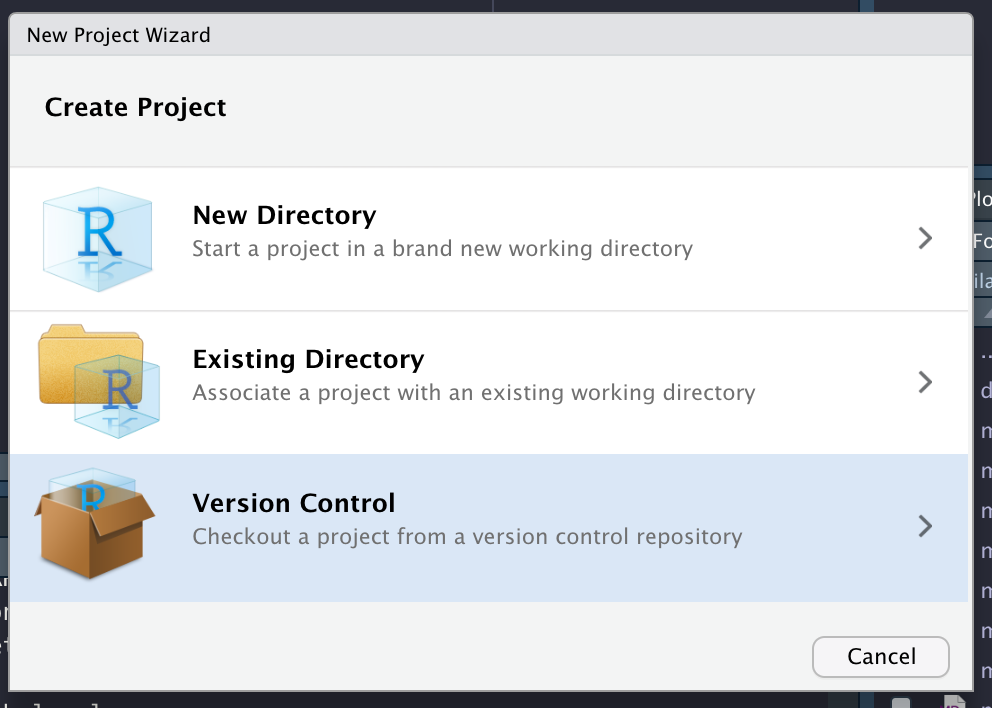 New Project Wizard
Create Project
R
New Directory
Start a project in a brand new working directory
R
Existing Directory
Associate a project with an existing working directory
R
Version Control
Checkout a project from a version control repository
Cancel